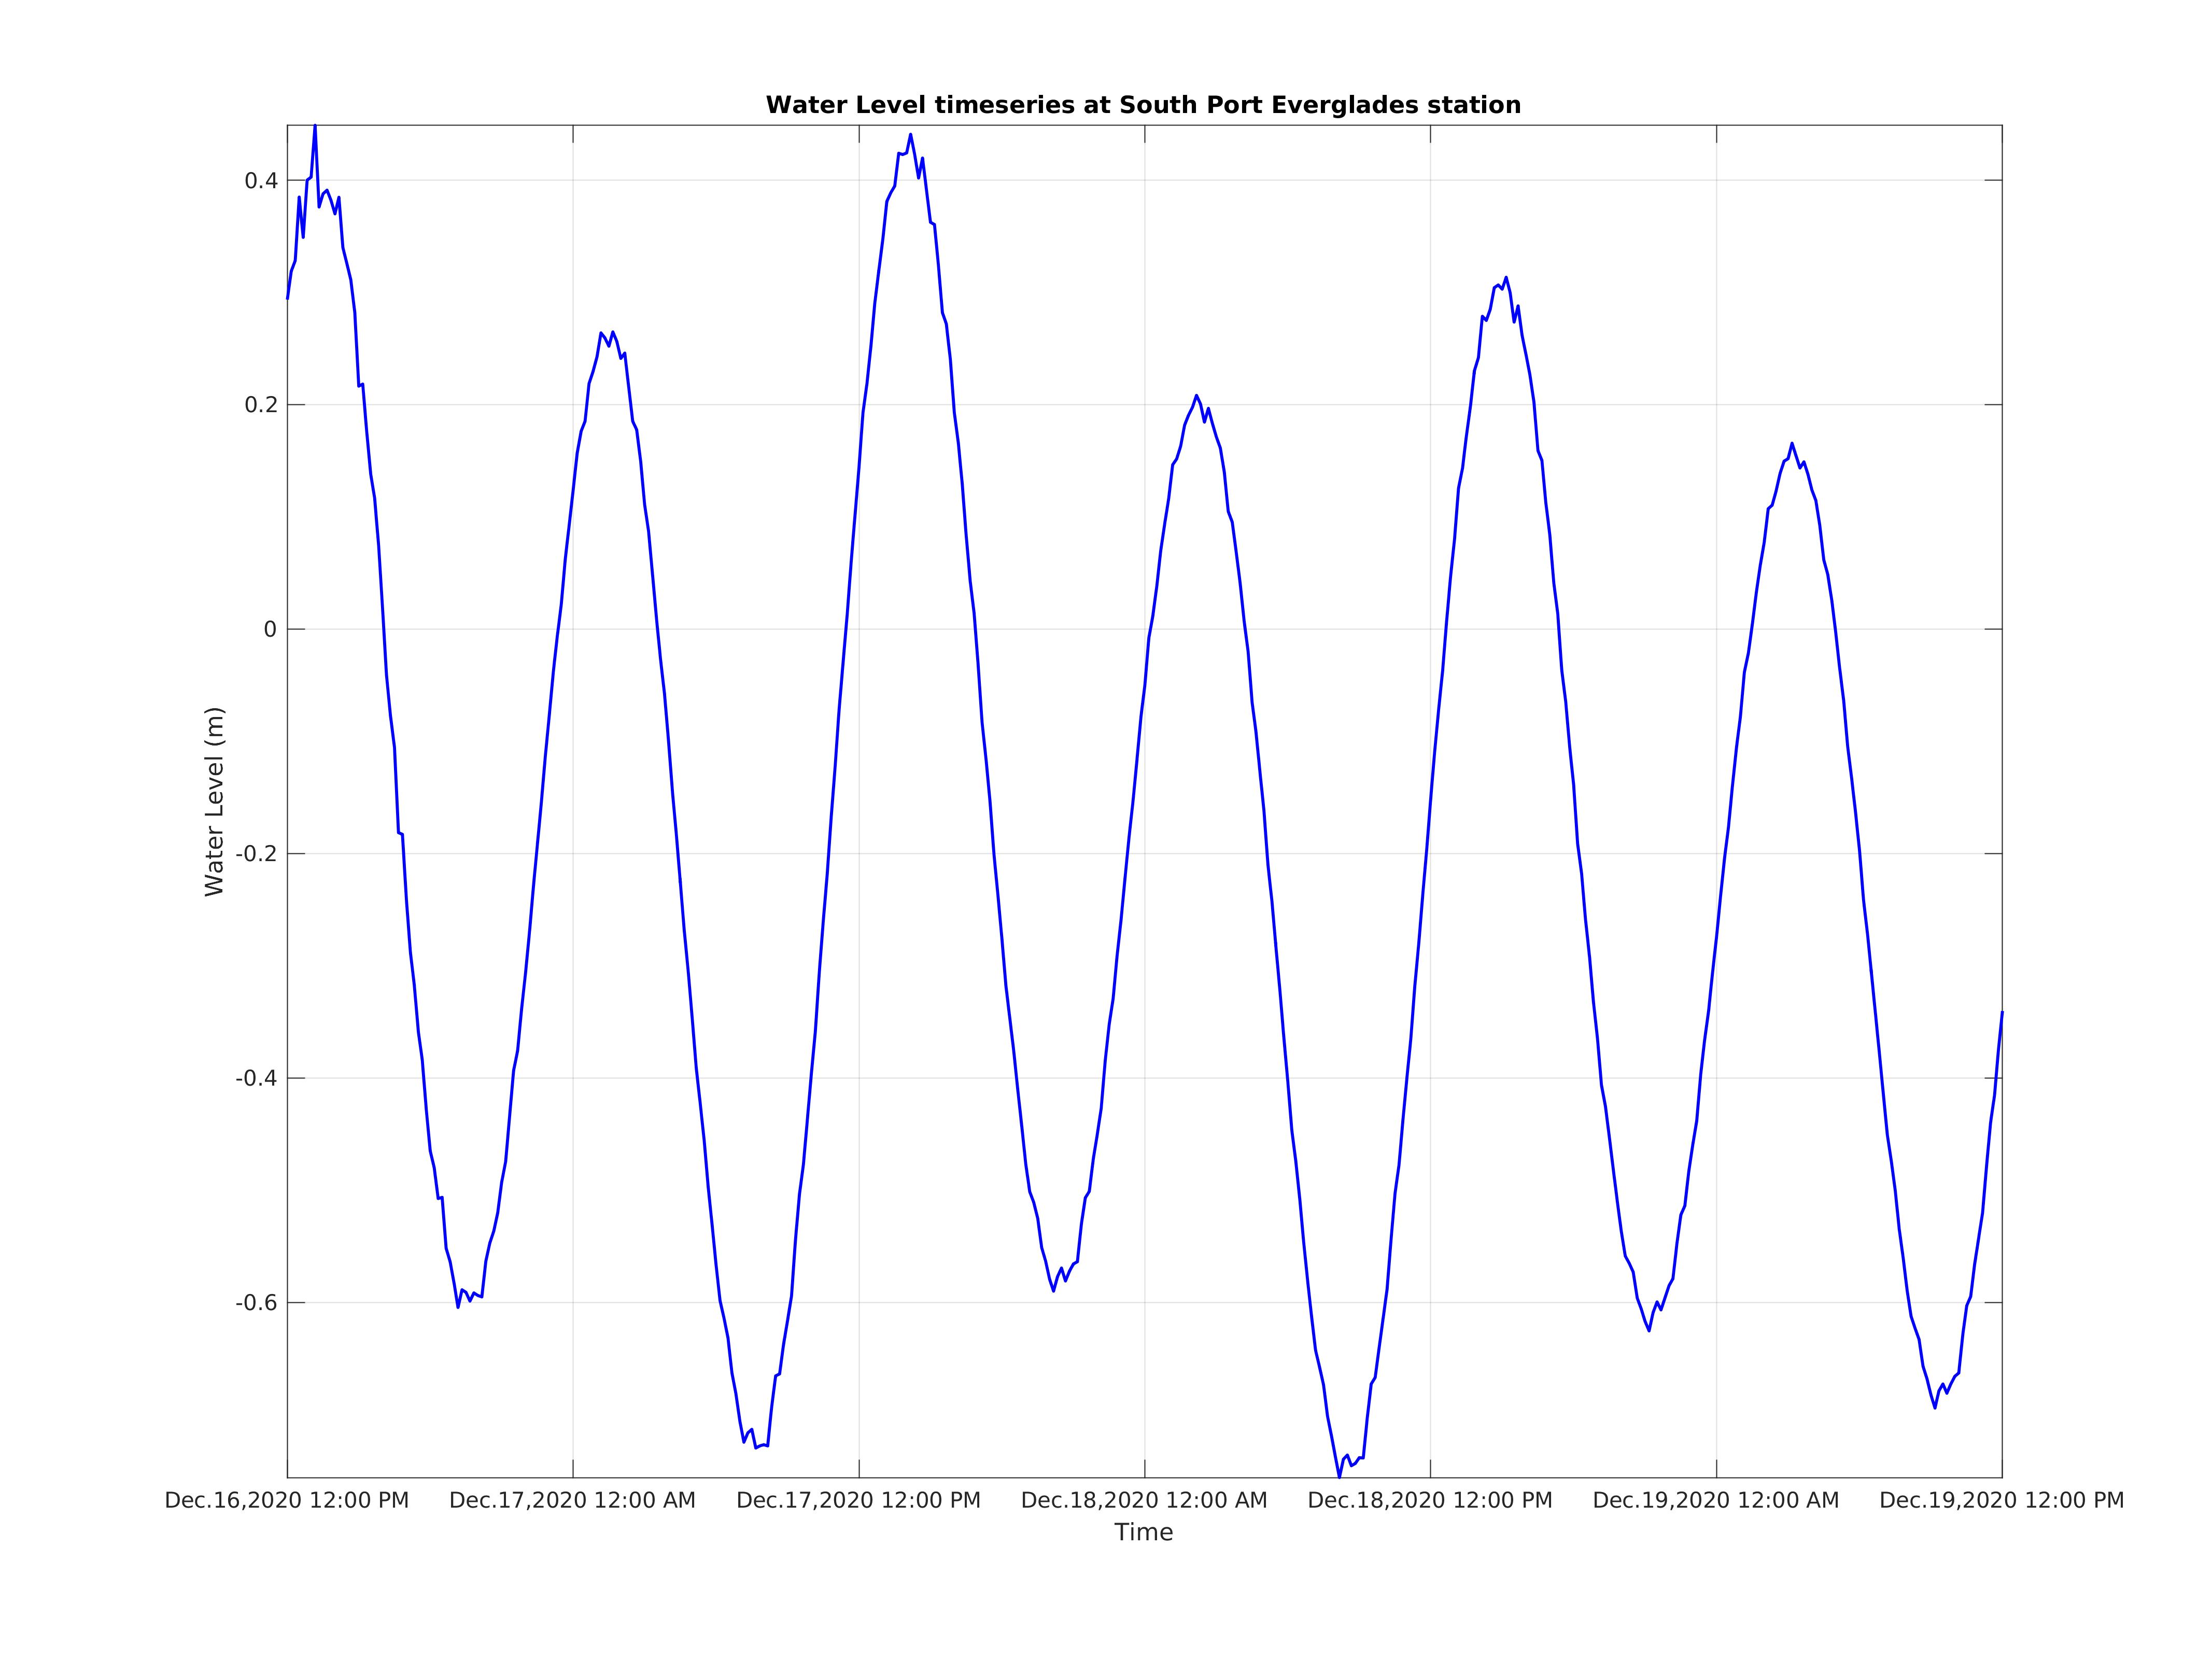 Water Level timeseries at South Port Everglades station
0.4
0.2
0
-0.2
-0.4
-0.6
Water Level (m)
Dec.16,2020 12:00 PM Dec.17,2020 12:00 AM Dec.17,2020 12:00 PM Dec.18,2020 12:00 AM Dec.18,2020 12:00 PM Dec.19,2020 12:00 AM Dec.19,2020 12:00 PM
Time